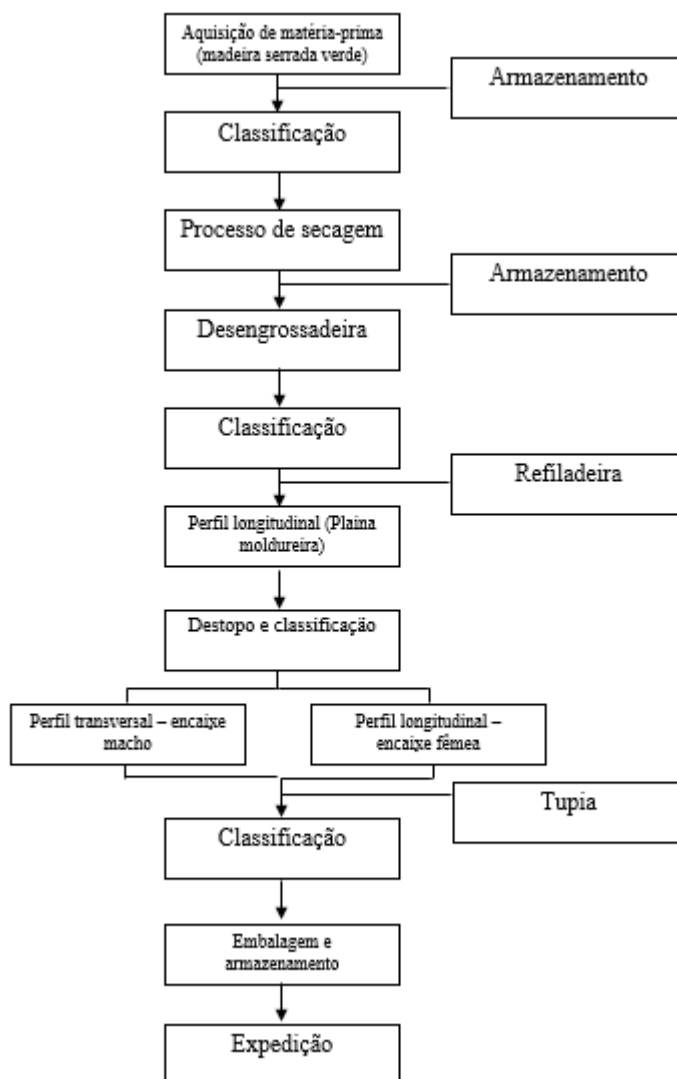 Aquisição de matéria-prima
(madeira serrada verde)
Armazenamento
Classificação
Processo de secagem
Armazenamento
Desengrossadeira
Classificação
Refiladeira
Perfil longitudinal (Plaina
moldureira)
Destopo e classificação
Perfil transversal – encaixe
macho
Perfil longitudinal –
encaixe fêmea
Tupia
Classificação
Embalagem e
armazenamento
Expedição